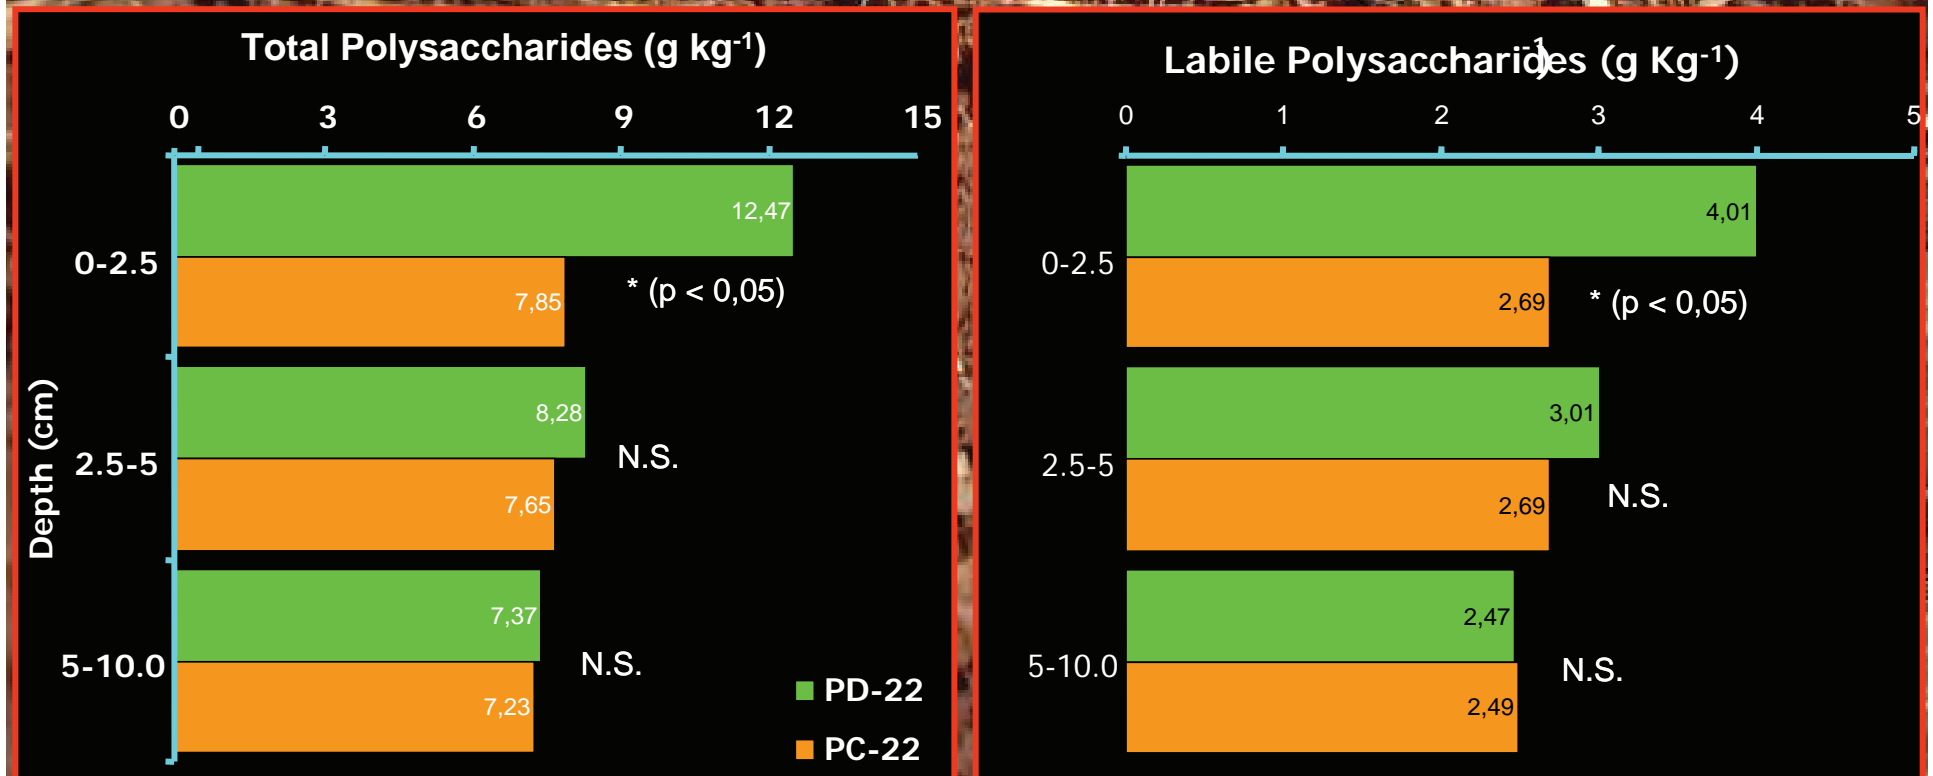 Total Polysaccharides (g kg-1)
0 3 6 9 12 15
12,47
0-2.5
7,85
* (p < 0,05)
8,28
2.5-5
N.S.
7,65
7,37
5-10.0
N.S.
7,23
Depth (cm)
PD-22
PC-22
Labile Polysaccharides (g Kg-1)
-1)
0 1 2 3 4 5
4,01
0-2.5
2,69
* (p < 0,05)
3,01
2.5-5
2,69
N.S.
2,47
5-10.0
N.S.
2,49